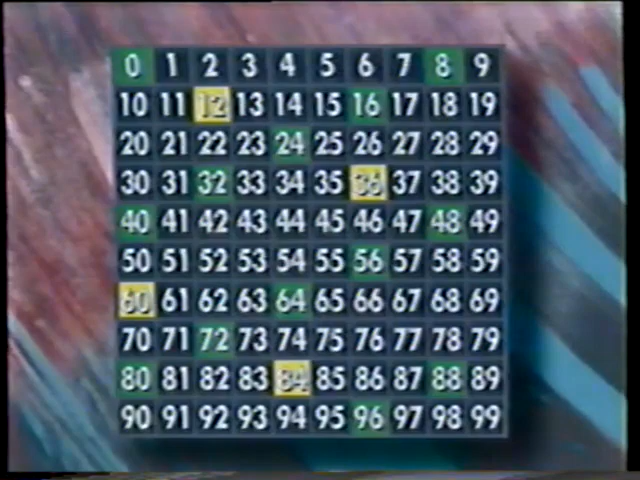 0 1 2 3 4 5 6 7 8 9
10 11 12 13 14 15 16 17 18 19
20 21 22 23 24 25 26 27 28 29
30 31 32 33 34 35 36 37 38 39
40 41 42 43 44 45 46 47 48 49
50 51 52 53 54 55 56 57 58 59
60 61 62 63 64 65 66 67 68 69
70 71 72 73 74 75 76 77 78 79
80 81 82 83 84 85 86 87 88 89
90 91 92 93 94 95 96 97 98 99